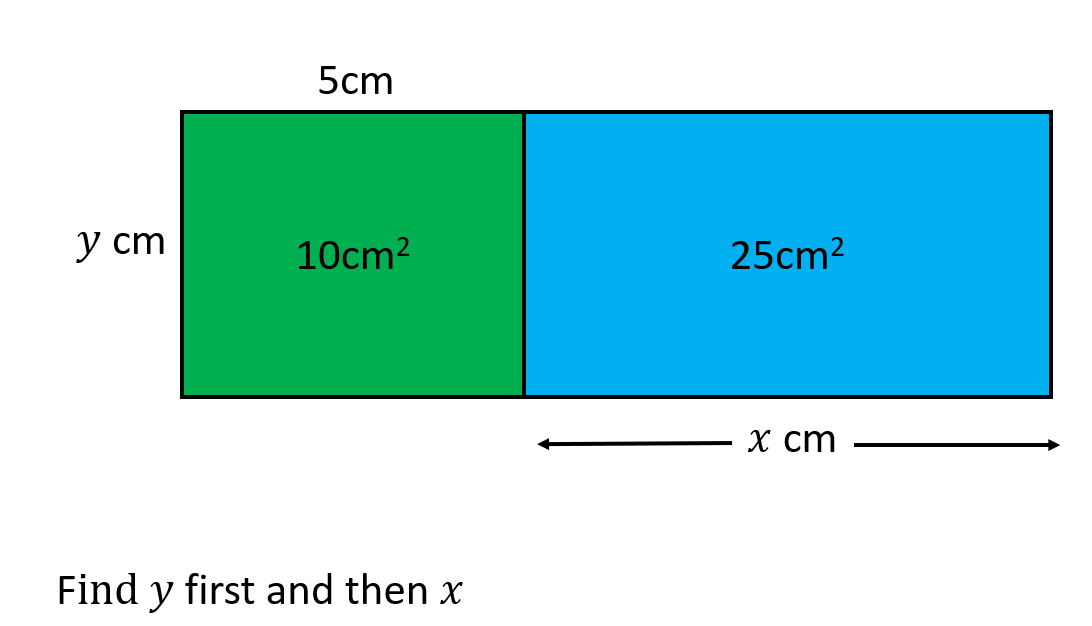 5cm
y cm
10cm²
25cm²
x cm
Find y first and then x